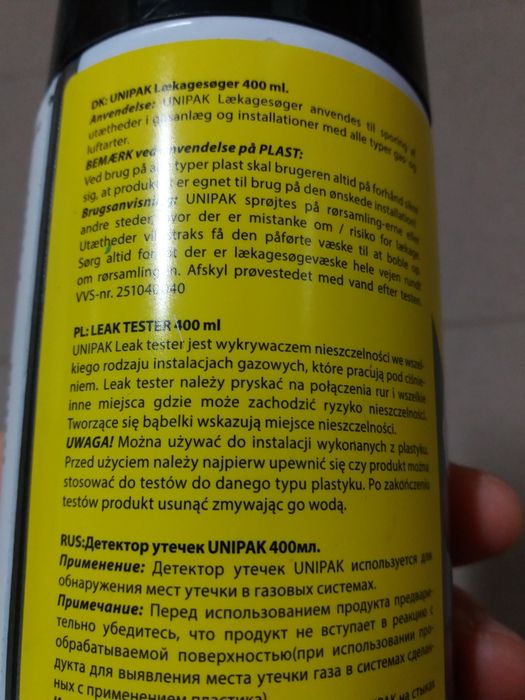 DK: UNIPAK Lækagesøger 400 ml.
Anvendelse: UNIPAK Lækagesøger anvendes til sporing af
utætheder i gasanlæg og installationer med alle typer gas og
luftarter.
BEMÆRK ved anvendelse på PLAST:
Ved brug på alle typer plast skal brugeren altid på forhånd sikre
sig, at produktet er egnet til brug på den ønskede installation!
Brugsanvisning: UNIPAK sprøjtes på rørsamling-erne eller
andre steder, hvor der er mistanke om / risiko for lækage.
Utætheder vil straks få den påførte væske til at boble op.
Sørg altid for at der er lækagesøgevæske hele vejen rundt
om rørsamlingen. Afskyl prøvestedet med vand efter testen.
VVS-nr. 251040040
PL: LEAK TESTER 400 ml
UNIPAK Leak tester jest wykrywaczem nieszczelności we wszel-
kiego rodzaju instalacjach gazowych, które pracują pod ciśnie-
niem. Leak tester należy pryskać na połączenia rur i wszelkie
inne miejsca gdzie może zachodzić ryzyko nieszczelności.
Tworzące się bąbelki wskazują miejsce nieszczelności.
UWAGA! Można używać do instalacji wykonanych z plastyku.
Przed użyciem należy najpierw upewnić się czy produkt można
stosować do testów do danego typu plastyku. Po zakończeniu
testów produkt usunąć zmywając go wodą.
RUS:Детектор утечек UNIPAK 400мл.
Применение: Детектор утечек UNIPAK используется для
обнаружения мест утечки в газовых системах.
Примечание: Перед использованием продукта предвари-
тельно убедитесь, что продукт не вступает в реакцию с
обрабатываемой поверхностью(при использовании про-
дукта для выявления места утечки газа в системах сделан-
ных с применением пластика)